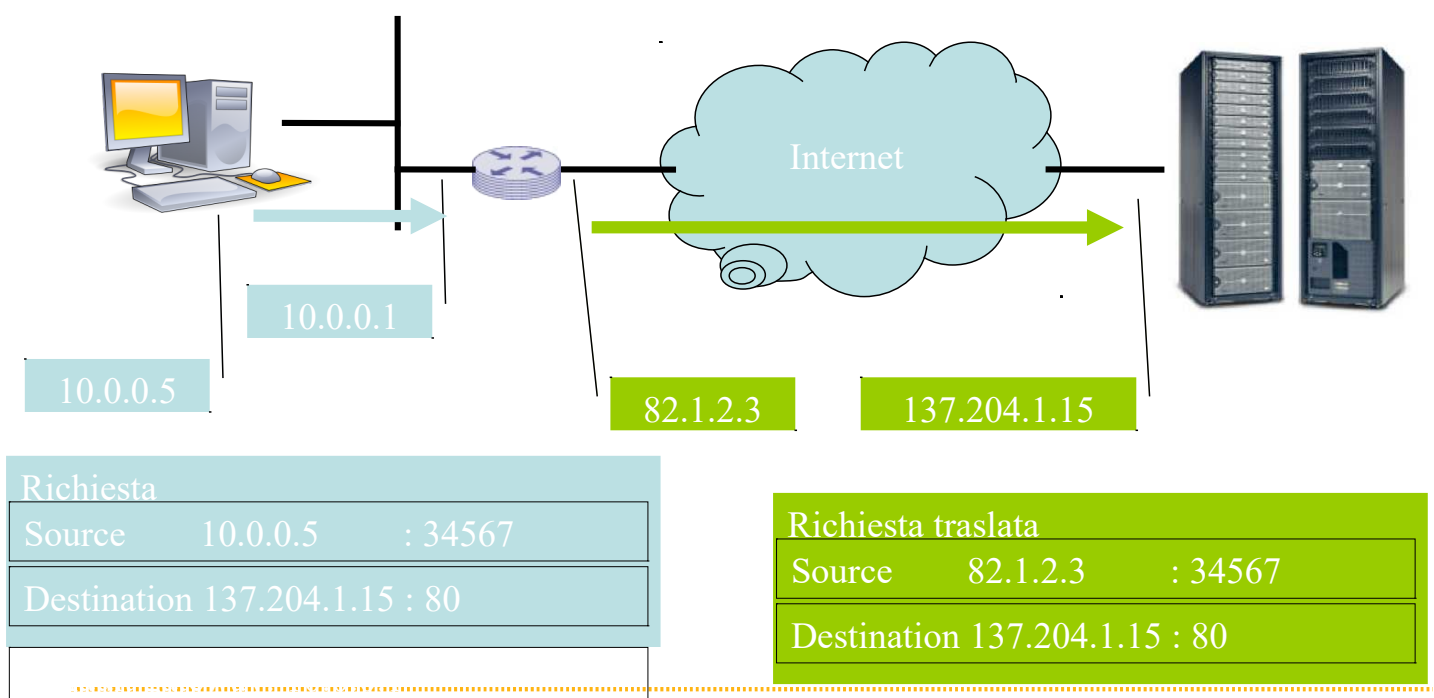 Internet
10.0.0.1
10.0.0.5
82.1.2.3
137.204.1.15
Richiesta
Source 10.0.0.5 : 34567
Destination 137.204.1.15 : 80
Richiesta traslata
Source 82.1.2.3 : 34567
Destination 137.204.1.15 : 80